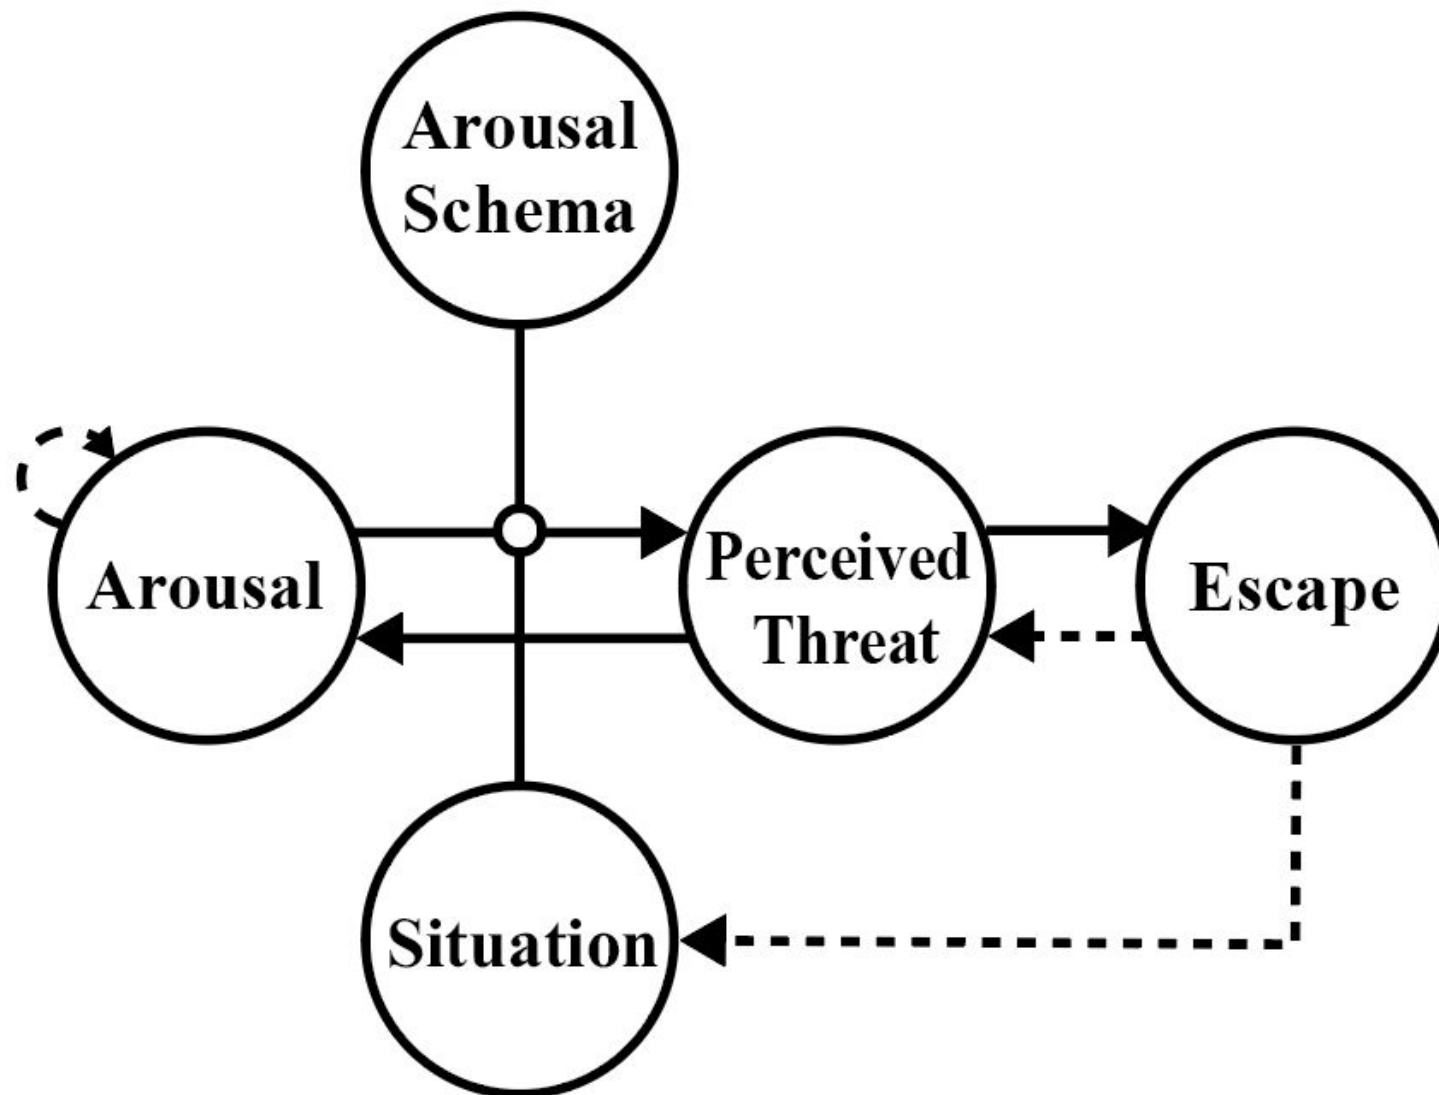 Arousal
Schema
Arousal
Perceived
Threat
Escape
Situation